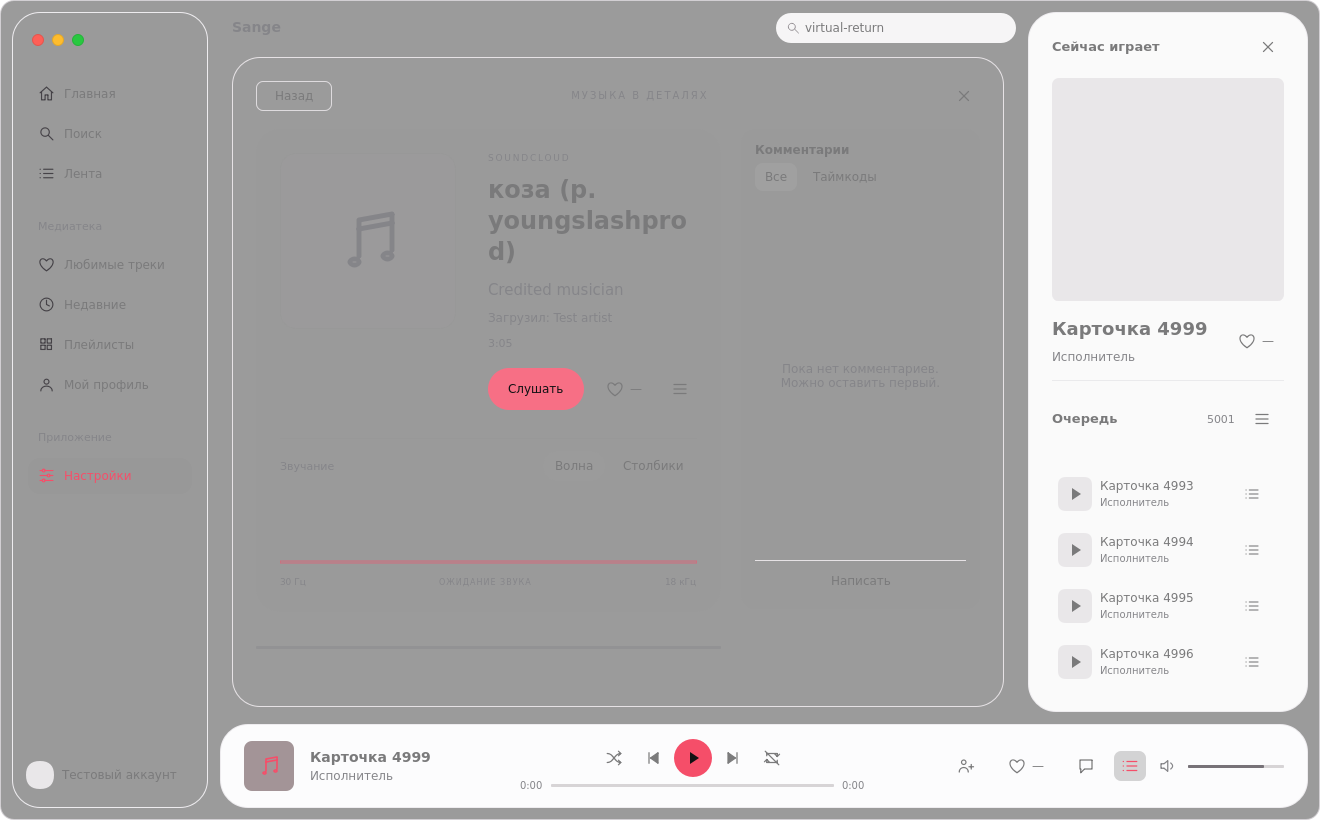 Sange
virtual-return
Главная
Поиск
Лента
Медиатека
Любимые треки
Недавние
Плейлисты
Мой профиль
Приложение
Настройки
Тестовый аккаунт
Назад
МУЗЫКА В ДЕТАЛЯХ
SOUNDCLOUD
коза (p.
youngslashpro
d)
Credited musician
Загрузил: Test artist
3:05
Слушать
—
Звучание
Волна
Столбики
30 Гц
ОЖИДАНИЕ ЗВУКА
18 кГц
Комментарии
Все
Таймкоды
Пока нет комментариев.
Можно оставить первый.
Написать
Сейчас играет
Карточка 4999
Исполнитель
—
Очередь
5001
Карточка 4993
Исполнитель
Карточка 4994
Исполнитель
Карточка 4995
Исполнитель
Карточка 4996
Исполнитель
Карточка 4999
Исполнитель
0:00
0:00
—